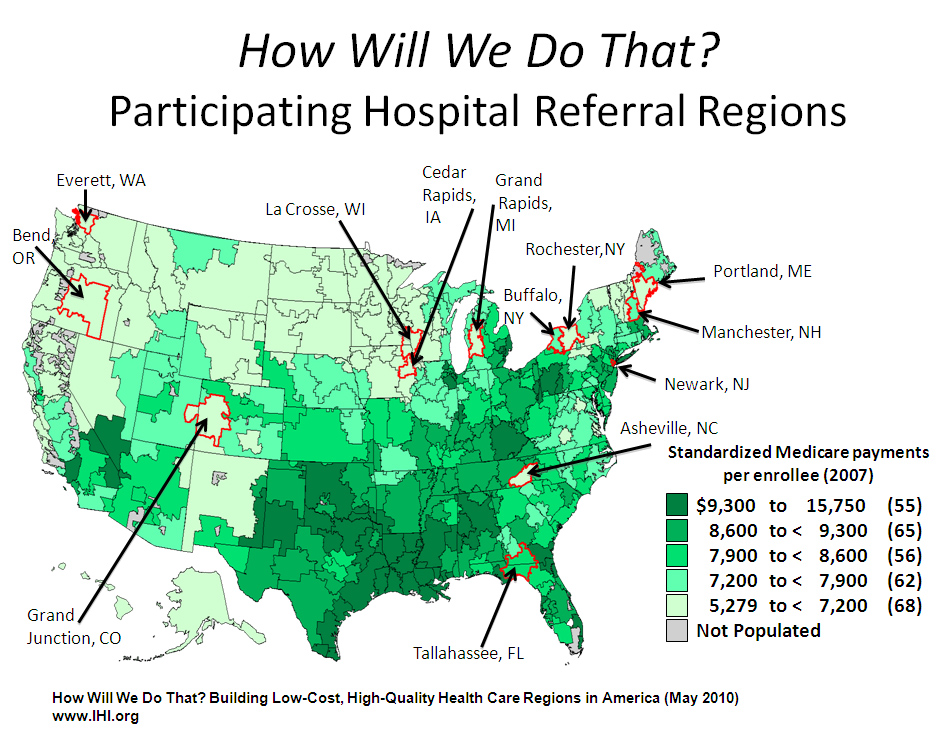 How Will We Do That?
Participating Hospital Referral Regions
Everett, WA
Bend,
OR
La Crosse, WI
Cedar
Rapids,
IA
Grand
Rapids,
MI
Rochester,NY
Buffalo,
NY
Portland, ME
Manchester, NH
Newark, NJ
Asheville, NC
Standardized Medicare payments
per enrollee (2007)
$9,300 to 15,750 (55)
8,600 to < 9,300 (65)
7,900 to < 8,600 (56)
7,200 to < 7,900 (62)
5,279 to < 7,200 (68)
Not Populated
Grand
Junction, CO
Tallahassee, FL
How Will We Do That? Building Low-Cost, High-Quality Health Care Regions in America (May 2010)
www.IHI.org